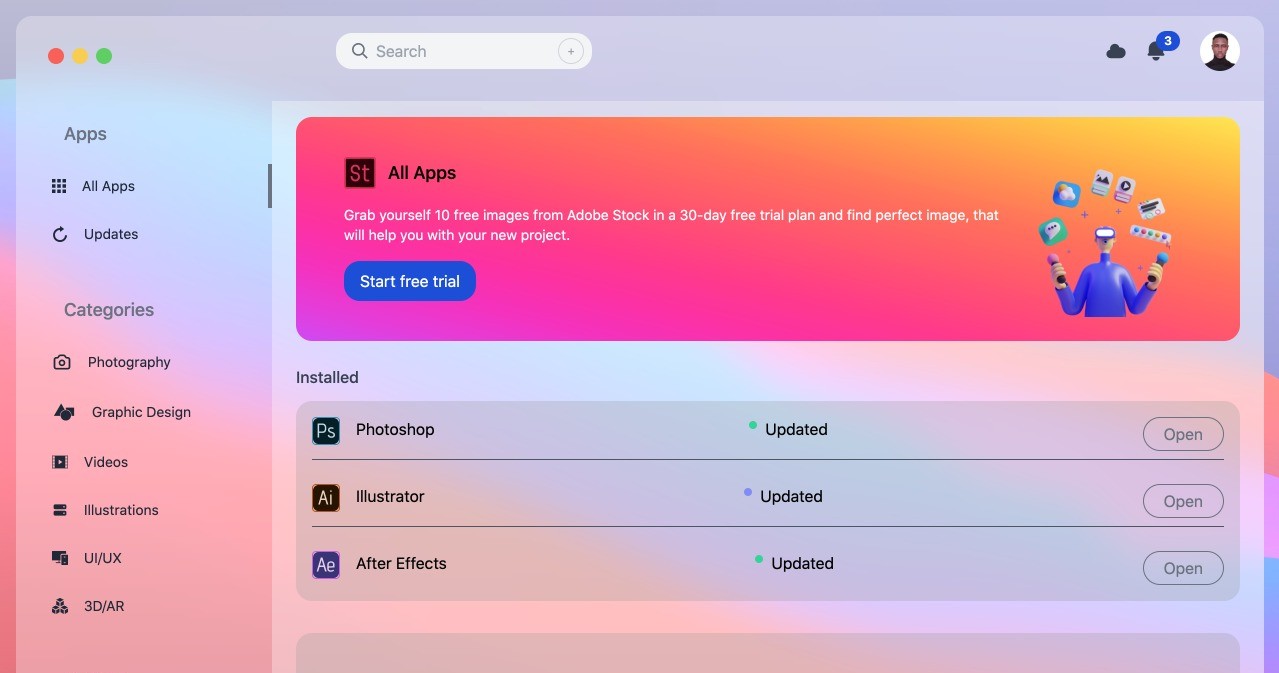 Search
+
3
Apps
All Apps
Updates
Categories
Photography
Graphic Design
Videos
Illustrations
UI/UX
3D/AR
St
All Apps
Grab yourself 10 free images from Adobe Stock in a 30-day free trial plan and find perfect image, that
will help you with your new project.
Start free trial
Installed
Ps Photoshop Updated Open
Ai Illustrator Updated Open
Ae After Effects Updated Open